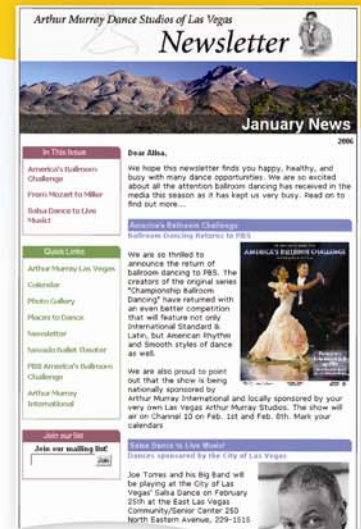 Arthur Murray Dance Studios of Las Vegas
Newsletter
January News
2006
In This Issue
America's Ballroom
Challenge
From Mozart to Miller
Salsa Dance to Live
Music!
Quick Links
Arthur Murray Las Vegas
Calendar
Photo Gallery
Places to Dance
Newsletter
Nevada Ballet Theater
PBS America's Ballroom
Challenge
Arthur Murray
International
Join our list
Join our mailing list!
Join
Dear Alisa,
We hope this newsletter finds you happy, healthy, and
busy with many dance opportunities. We are so excited
about all the attention ballroom dancing has received in the
media this season as it has kept us very busy. Read on to
find out more...
America's Ballroom Challenge
Ballroom Dancing Returns to PBS
We are so thrilled to
announce the return of
ballroom dancing to PBS. The
creators of the original series
"Championship Ballroom
Dancing" have returned with
an even better competition
that will feature not only
International Standard &
Latin, but American Rhythm
and Smooth styles of dance
as well.
AMERICA'S BALLROOM CHALLENGE
We are also proud to point
out that the show is being
nationally sponsored by
Arthur Murray International and locally sponsored by your
very own Las Vegas Arthur Murray Studios. The show will
air on Channel 10 on Feb. 1st and Feb. 8th. Mark your
calendars
Salsa Dance to Live Music!
Dances sponsored by the City of Las Vegas
Joe Torres and his Big Band will
be playing at the City of Las
Vegas' Salsa Dance on February
25th at the East Las Vegas
Community/Senior Center 250
North Eastern Avenue, 229-1515